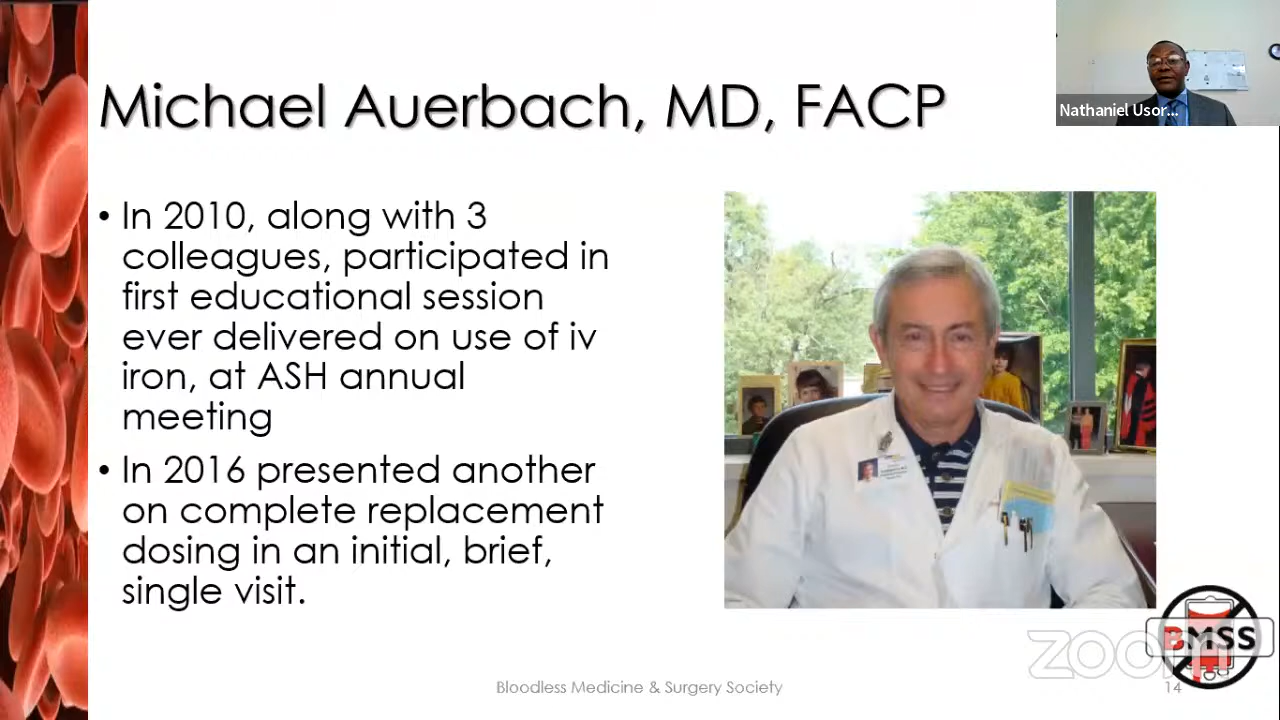 Michael Auerbach, MD, FACP
Nathaniel Usor...
• In 2010, along with 3
colleagues, participated in
first educational session
ever delivered on use of iv
iron, at ASH annual
meeting
• In 2016 presented another
on complete replacement
dosing in an initial, brief,
single visit.
BMSS
zoom
Bloodless Medicine & Surgery Society
14